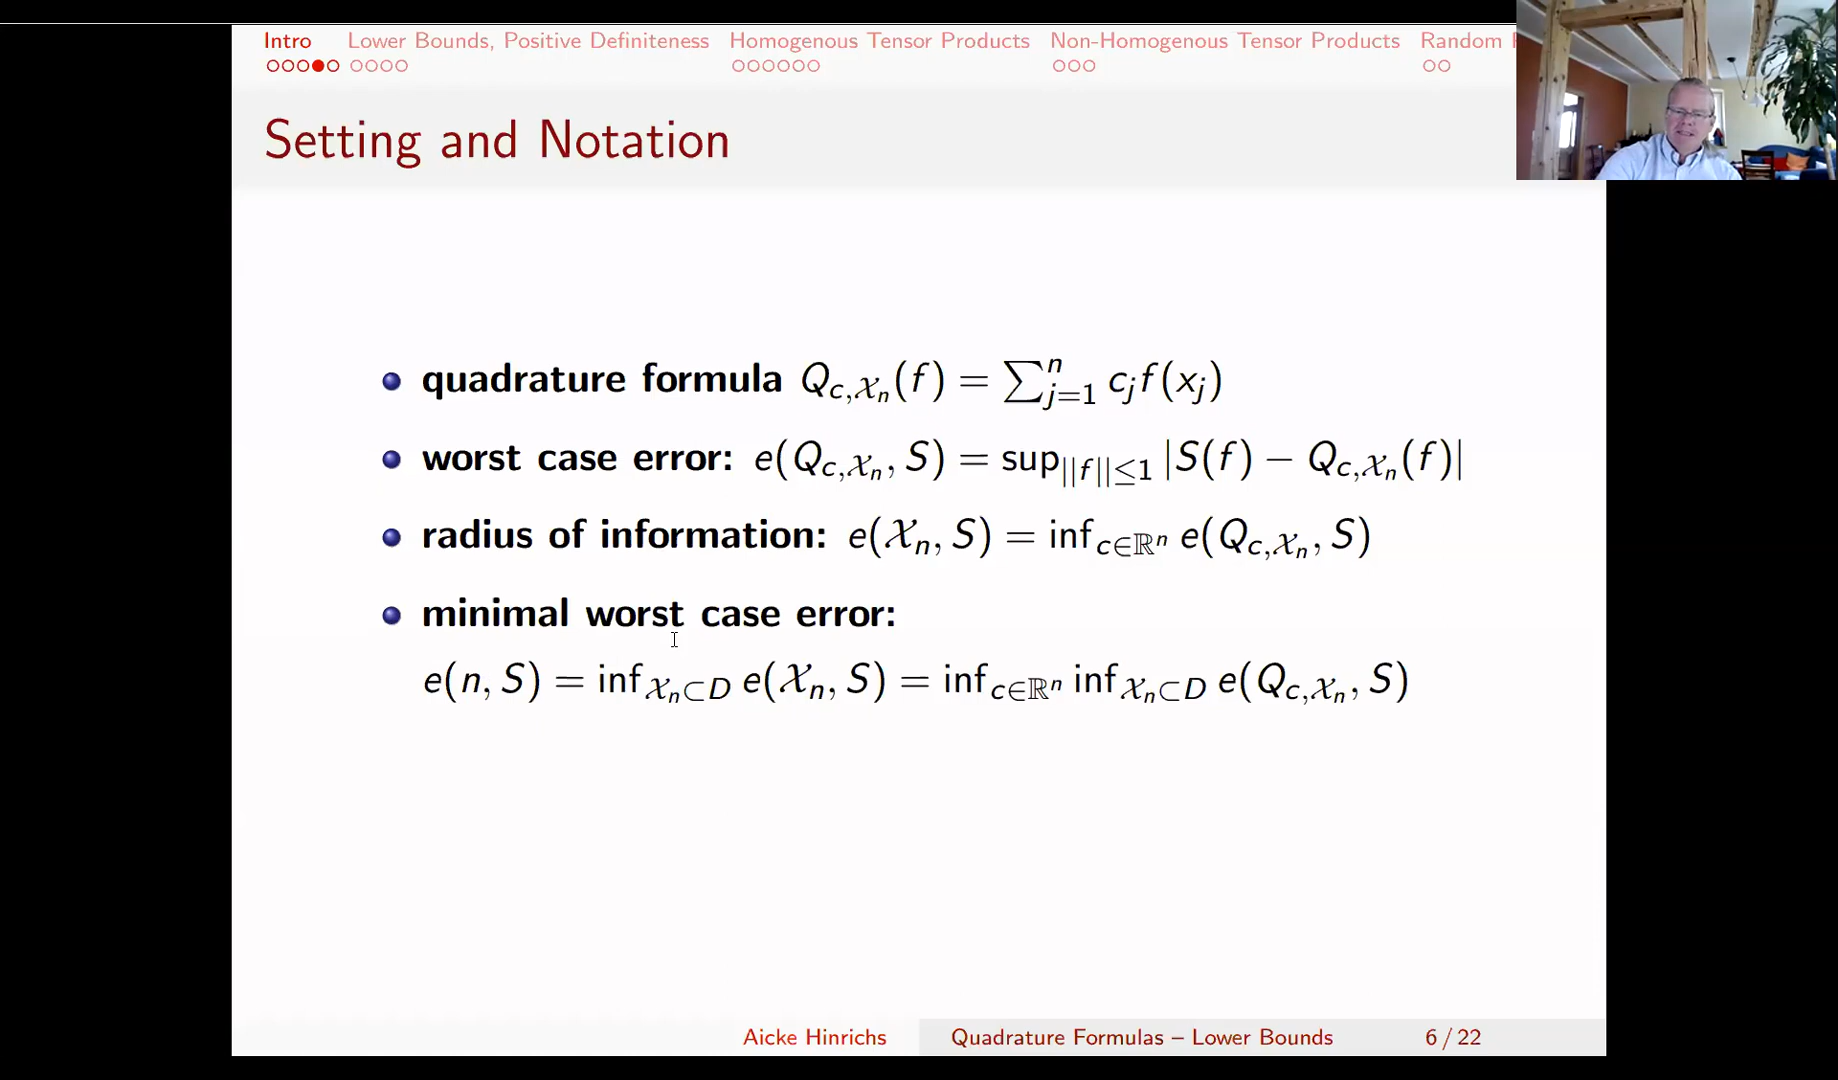 Intro Lower Bounds, Positive Definiteness Homogenous Tensor Products Non-Homogenous Tensor Products Random
Setting and Notation
quadrature formula Q_{c,𝒳_n}(f) = ∑_{j=1}^{n} c_j f(x_j)
worst case error: e(Q_{c,𝒳_n}, S) = sup_{||f||≤1} |S(f) − Q_{c,𝒳_n}(f)|
radius of information: e(𝒳_n, S) = inf_{c∈ℝ^n} e(Q_{c,𝒳_n}, S)
minimal worst case error:
e(n, S) = inf_{𝒳_n⊂D} e(𝒳_n, S) = inf_{c∈ℝ^n} inf_{𝒳_n⊂D} e(Q_{c,𝒳_n}, S)
Aicke Hinrichs Quadrature Formulas – Lower Bounds 6 / 22